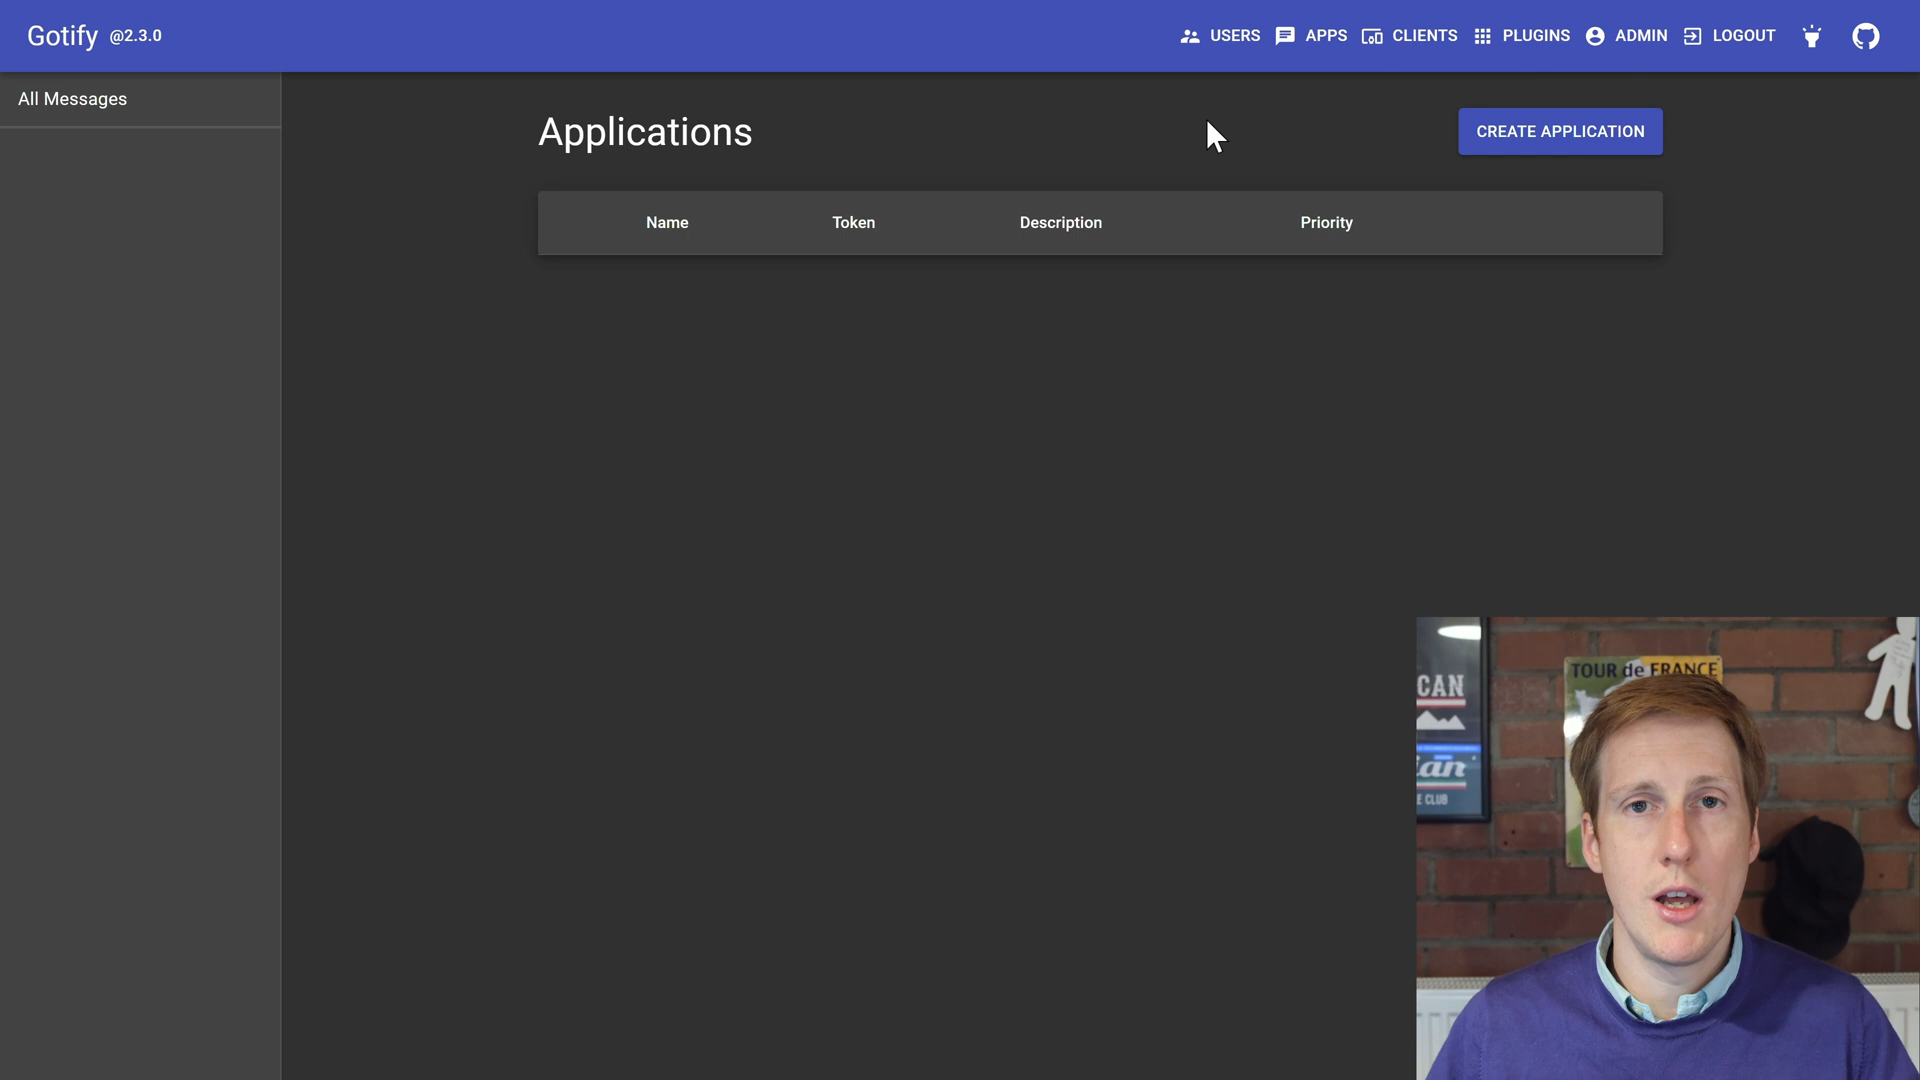 Gotify @2.3.0
USERS APPS CLIENTS PLUGINS ADMIN LOGOUT
All Messages
Applications
CREATE APPLICATION
Name Token Description Priority
TOUR de FRANCE
CAN
ian
E CLUB